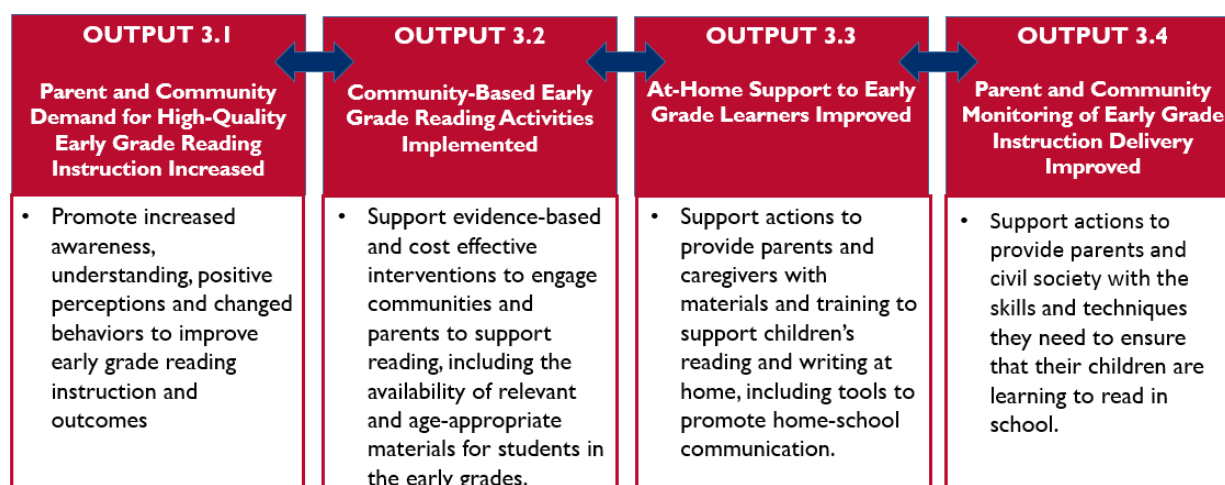 OUTPUT 3.1
Parent and Community
Demand for High-Quality
Early Grade Reading
Instruction Increased
• Promote increased
awareness,
understanding, positive
perceptions and changed
behaviors to improve
early grade reading
instruction and
outcomes
OUTPUT 3.2
Community-Based Early
Grade Reading Activities
Implemented
• Support evidence-based
and cost effective
interventions to engage
communities and
parents to support
reading, including the
availability of relevant
and age-appropriate
materials for students in
the early grades.
OUTPUT 3.3
At-Home Support to Early
Grade Learners Improved
• Support actions to
provide parents and
caregivers with
materials and training to
support children’s
reading and writing at
home, including tools to
promote home-school
communication.
OUTPUT 3.4
Parent and Community
Monitoring of Early Grade
Instruction Delivery
Improved
• Support actions to
provide parents and
civil society with the
skills and techniques
they need to ensure
that their children are
learning to read in
school.